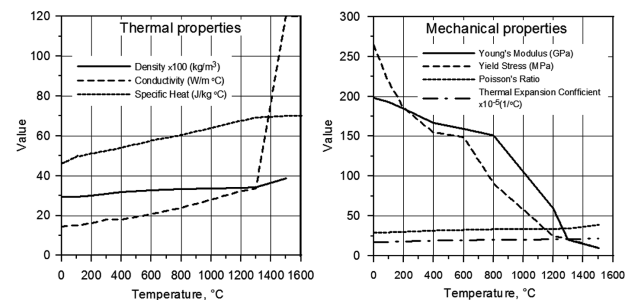 Thermal properties
Density x100 (kg/m³)
Conductivity (W/m °C)
Specific Heat (J/kg °C)
120
100
80
60
40
20
0
Value
0 200 400 600 800 1000 1200 1400 1600
Temperature, °C
Mechanical properties
Young's Modulus (GPa)
Yield Stress (MPa)
Poisson's Ratio
Thermal Expansion Confficient
x10⁻⁵(1/°C)
300
250
200
150
100
50
0
Value
0 200 400 600 800 1000 1200 1400 1600
Temperature, °C